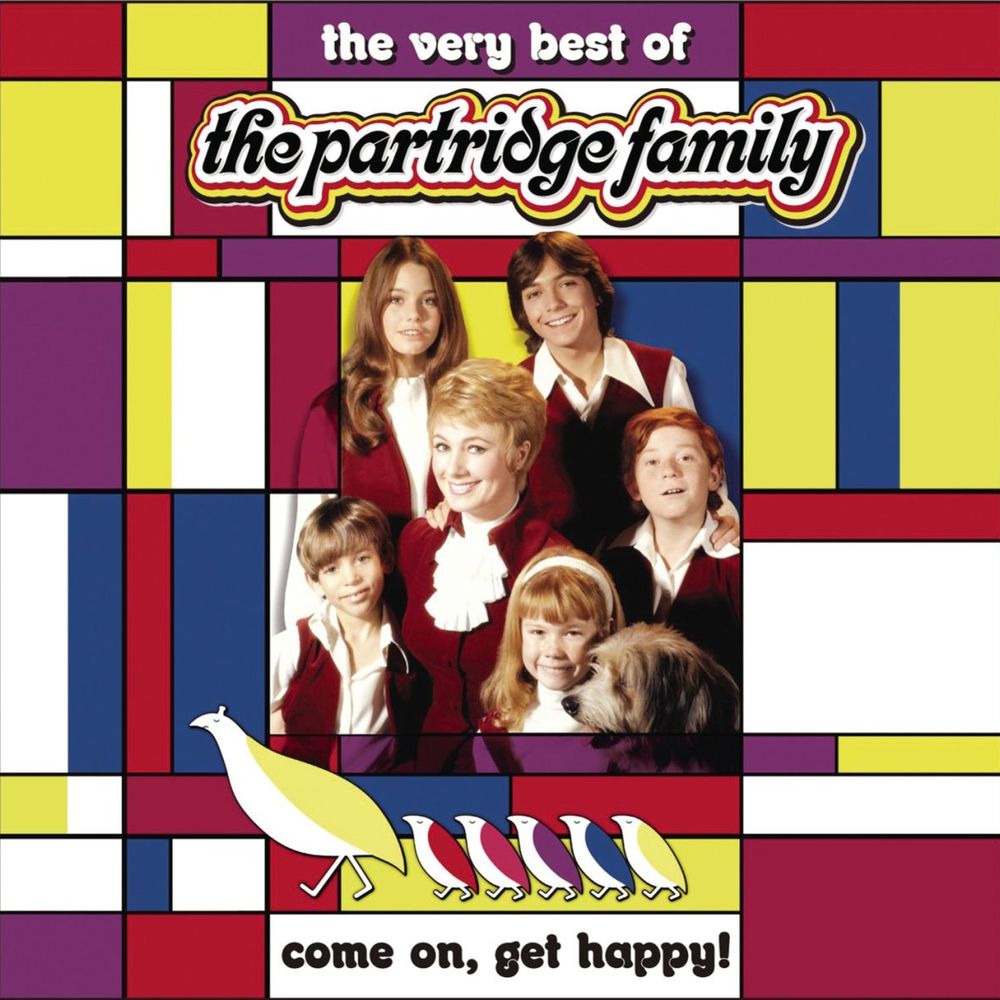 the very best of
the partridge family
come on, get happy!